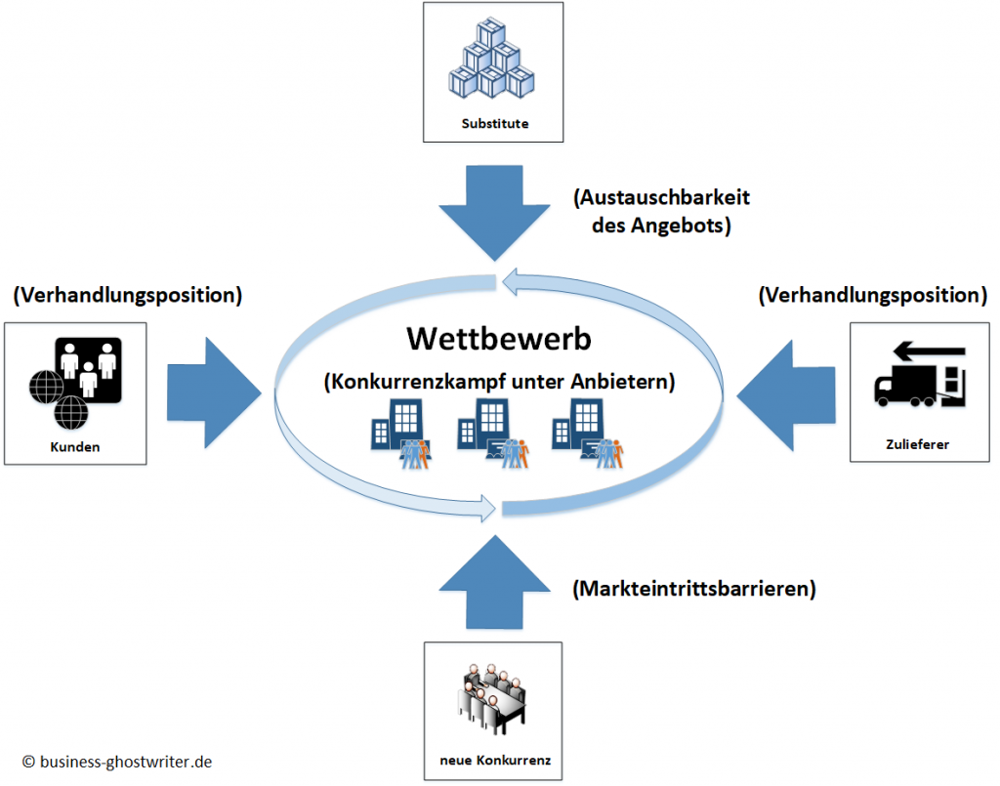 Substitute
(Austauschbarkeit
des Angebots)
(Verhandlungsposition)
(Verhandlungsposition)
Wettbewerb
(Konkurrenzkampf unter Anbietern)
Kunden
Zulieferer
(Markteintrittsbarrieren)
neue Konkurrenz
© business-ghostwriter.de